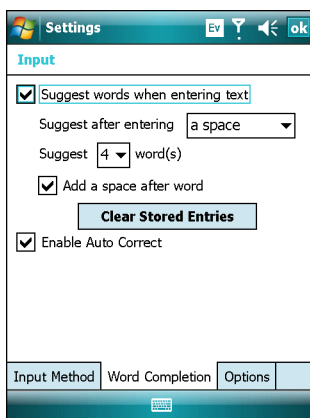 Settings Ev ok
Input
Suggest words when entering text
Suggest after entering a space
Suggest 4 word(s)
Add a space after word
Clear Stored Entries
Enable Auto Correct
Input Method Word Completion Options